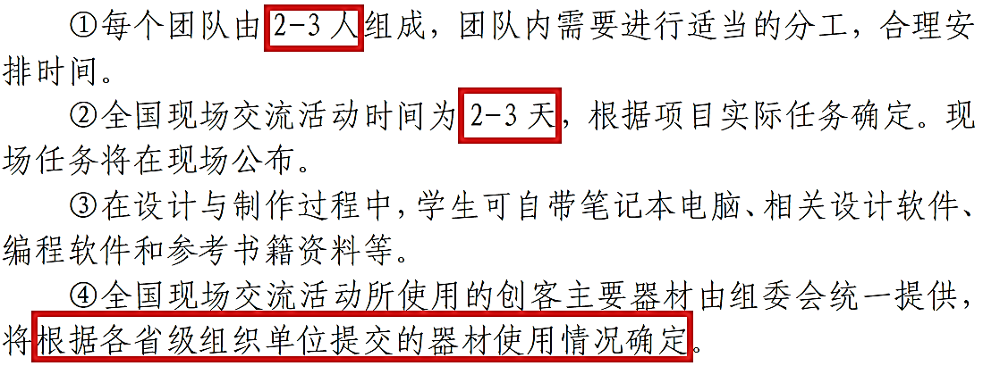 ①每个团队由2-3人组成，团队内需要进行适当的分工，合理安
排时间。
②全国现场交流活动时间为2-3天，根据项目实际任务确定。现
场任务将在现场公布。
③在设计与制作过程中,学生可自带笔记本电脑、相关设计软件、
编程软件和参考书籍资料等。
④全国现场交流活动所使用的创客主要器材由组委会统一提供，
将根据各省级组织单位提交的器材使用情况确定。